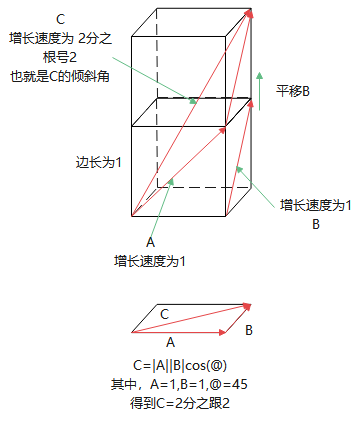 C
增长速度为 2分之
根号2
也就是C的倾斜角
平移B
边长为1
增长速度为1
B
A
增长速度为1
C
B
A
C=|A||B|cos(@)
其中，A=1,B=1,@=45
得到C=2分之跟2